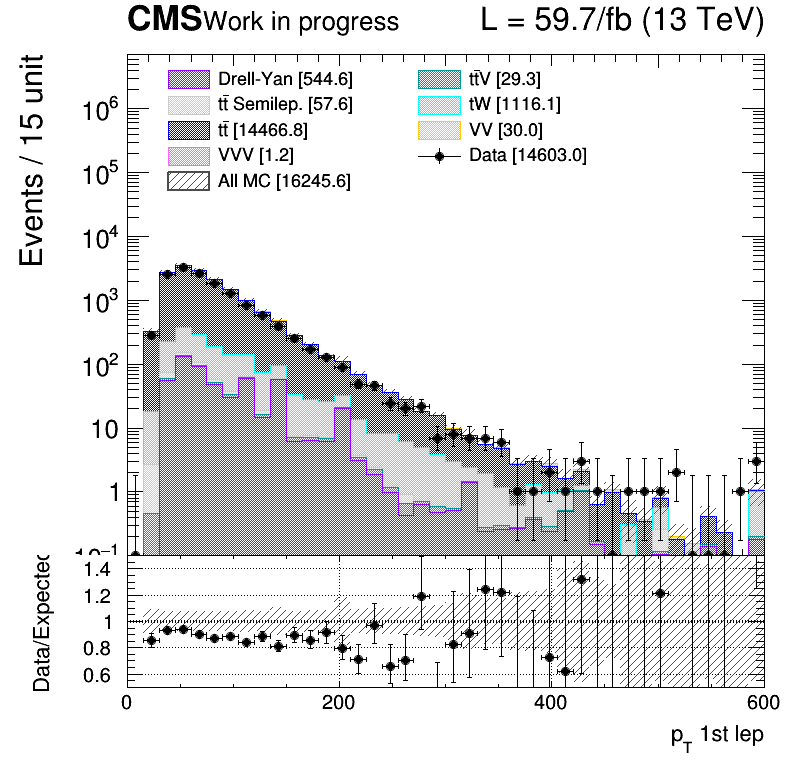 CMS Work in progress L = 59.7/fb (13 TeV)
Events / 15 unit
Drell-Yan [544.6]
tt̄ Semilep. [57.6]
tt̄ [14466.8]
VVV [1.2]
All MC [16245.6]
tt̄V [29.3]
tW [1116.1]
VV [30.0]
Data [14603.0]
10⁶
10⁵
10⁴
10³
10²
10
1
10⁻¹
Data/Expected
1.4
1.2
1
0.8
0.6
0 200 400 600
p_T 1st lep